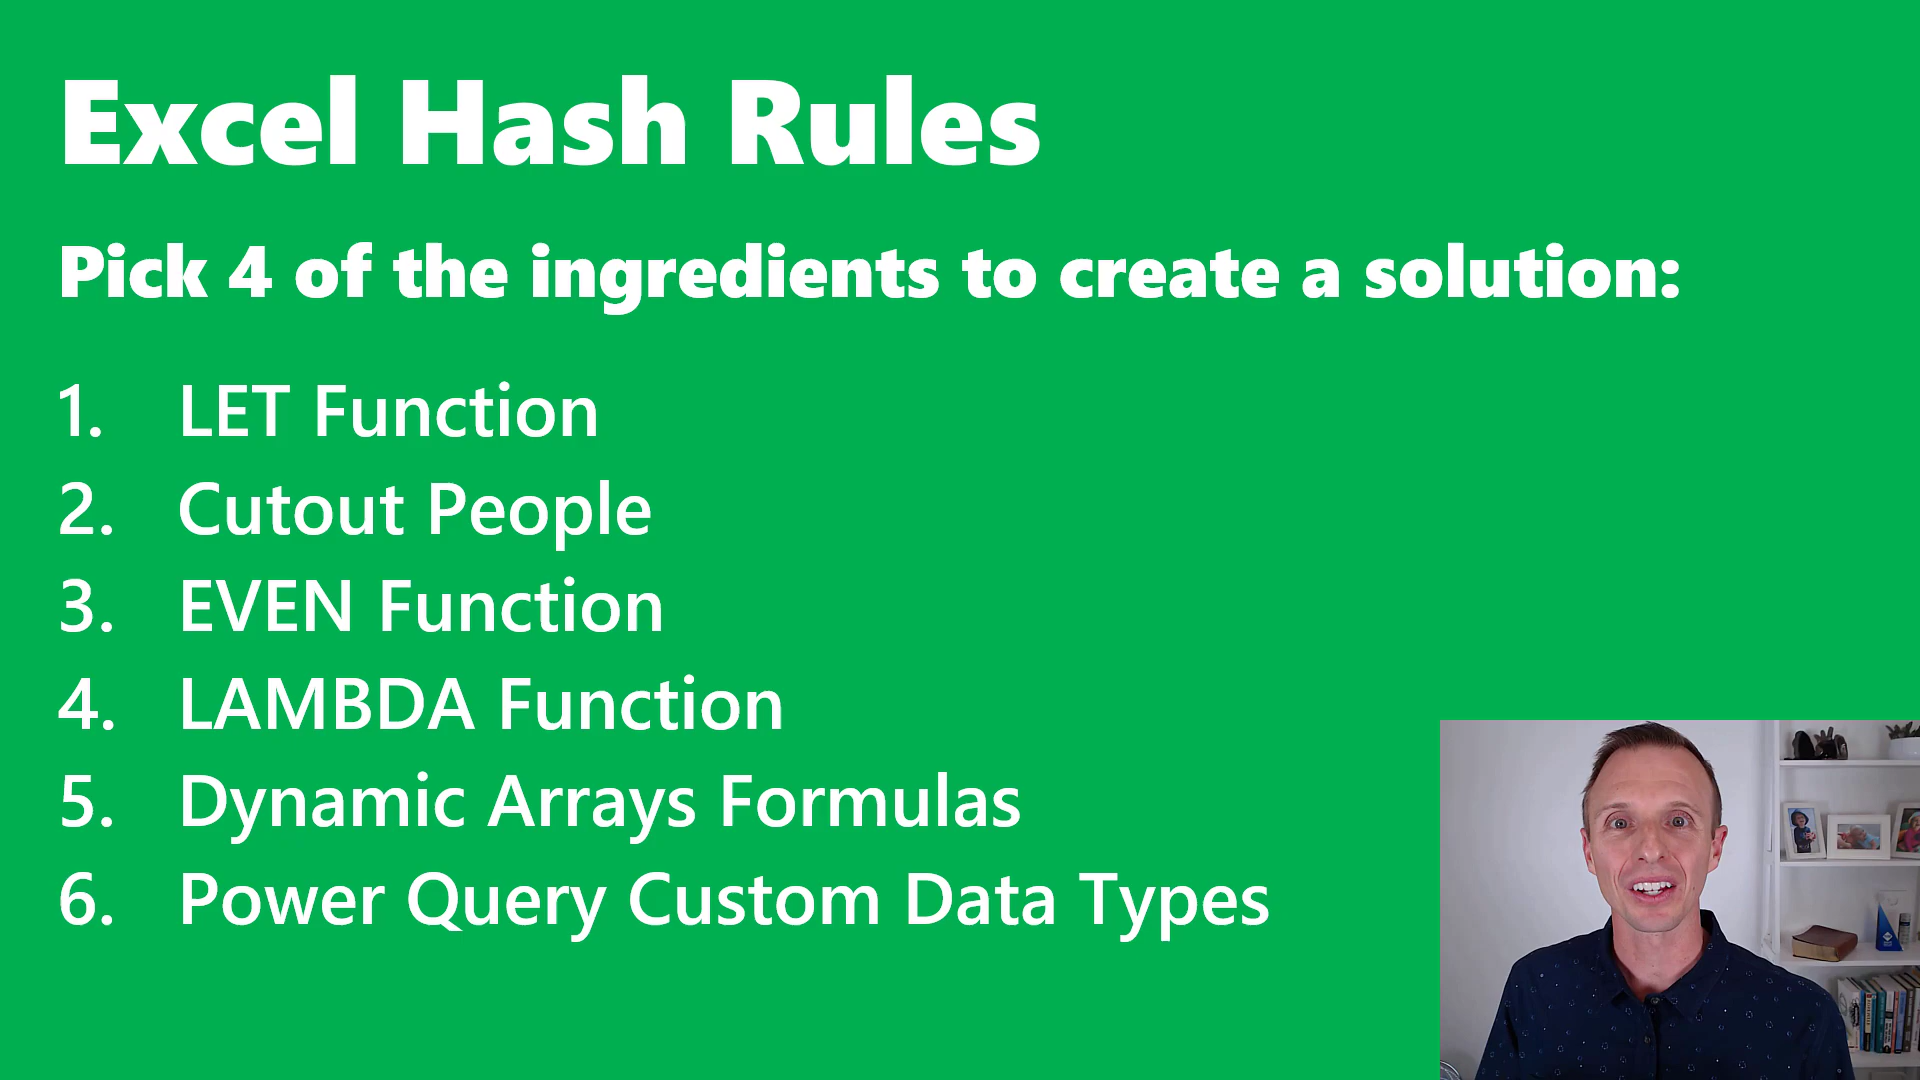 Excel Hash Rules
Pick 4 of the ingredients to create a solution:
1. LET Function
2. Cutout People
3. EVEN Function
4. LAMBDA Function
5. Dynamic Arrays Formulas
6. Power Query Custom Data Types